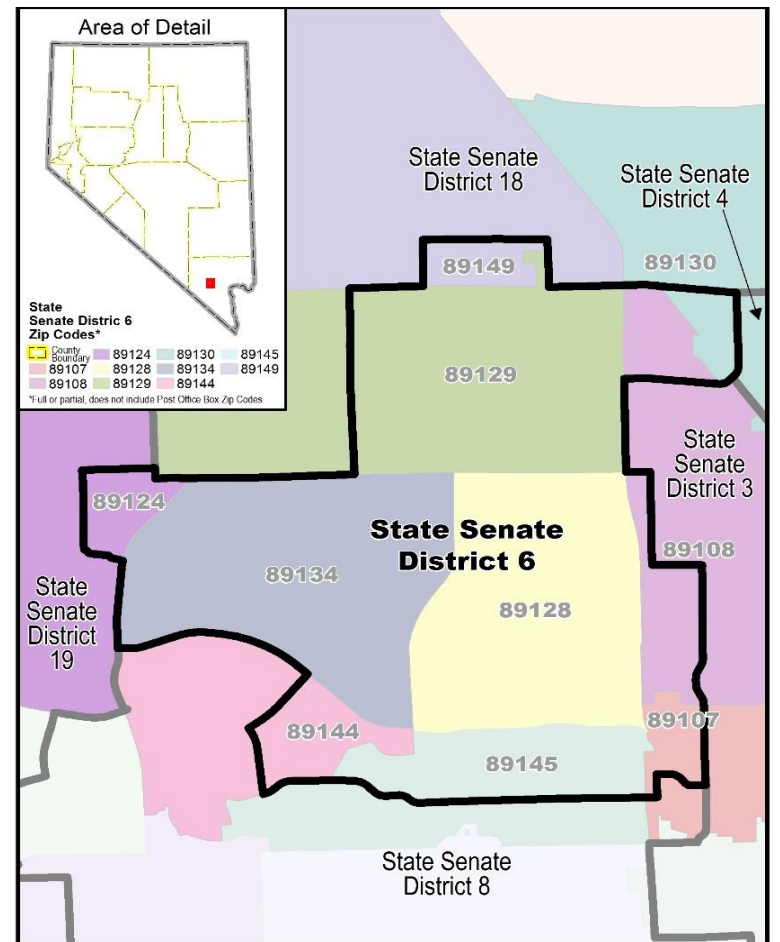 Area of Detail
State
Senate Distric 6
Zip Codes*
County
Boundary
89107
89108
89124
89128
89129
89130
89134
89144
89145
89149
*Full or partial, does not include Post Office Box Zip Codes
State Senate
District 18
State Senate
District 4
89149
89130
89129
State
Senate
District 3
89124
State Senate
District 6
89108
89134
State
Senate
District
19
89128
89107
89144
89145
State Senate
District 8